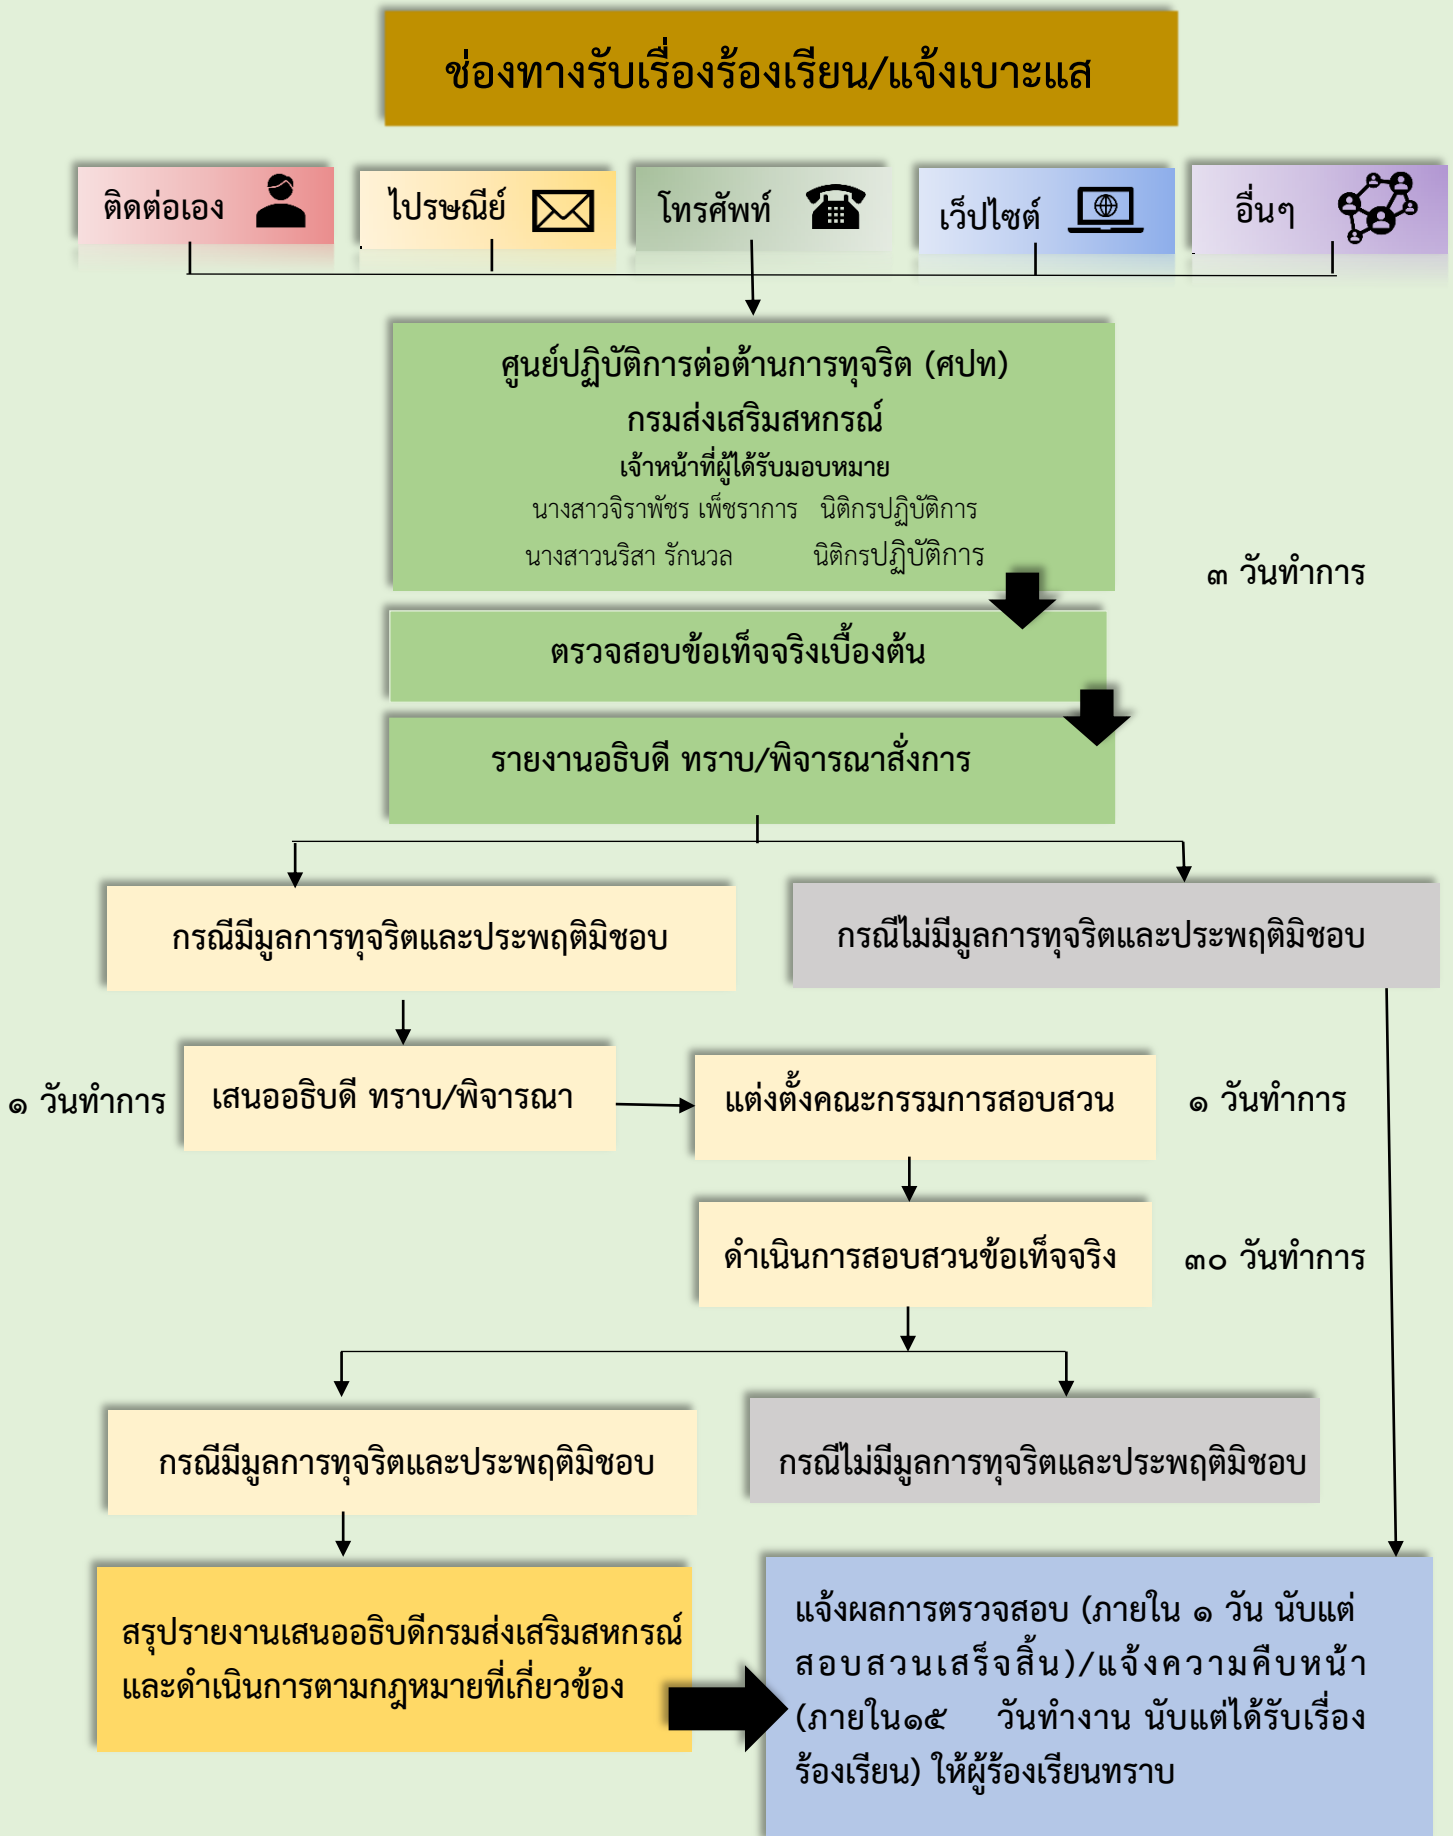 ช่องทางรับเรื่องร้องเรียน/แจ้งเบาะแส
ติดต่อเอง
ไปรษณีย์
โทรศัพท์
เว็ปไซต์
อื่นๆ
ศูนย์ปฏิบัติการต่อต้านการทุจริต (ศปท)
กรมส่งเสริมสหกรณ์
เจ้าหน้าที่ผู้ได้รับมอบหมาย
นางสาวจิราพัชร เพ็ชราการ นิติกรปฏิบัติการ
นางสาวนริสา รักนวล นิติกรปฏิบัติการ
๓ วันทำการ
ตรวจสอบข้อเท็จจริงเบื้องต้น
รายงานอธิบดี ทราบ/พิจารณาสั่งการ
กรณีมีมูลการทุจริตและประพฤติมิชอบ
กรณีไม่มีมูลการทุจริตและประพฤติมิชอบ
๑ วันทำการ
เสนออธิบดี ทราบ/พิจารณา
แต่งตั้งคณะกรรมการสอบสวน
๑ วันทำการ
ดำเนินการสอบสวนข้อเท็จจริง
๓๐ วันทำการ
กรณีมีมูลการทุจริตและประพฤติมิชอบ
กรณีไม่มีมูลการทุจริตและประพฤติมิชอบ
สรุปรายงานเสนออธิบดีกรมส่งเสริมสหกรณ์
และดำเนินการตามกฎหมายที่เกี่ยวข้อง
แจ้งผลการตรวจสอบ (ภายใน ๑ วัน นับแต่
สอบสวนเสร็จสิ้น)/แจ้งความคืบหน้า
(ภายใน๑๕ วันทำงาน นับแต่ได้รับเรื่อง
ร้องเรียน) ให้ผู้ร้องเรียนทราบ